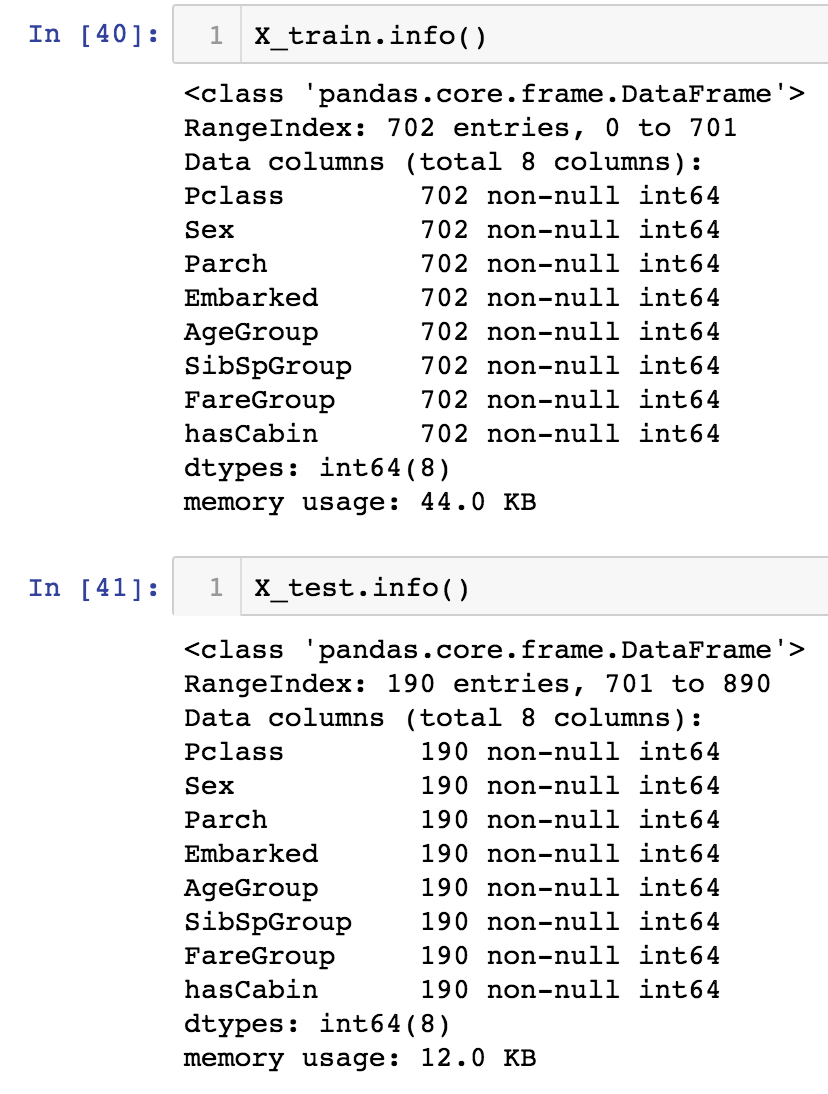 In [40]: 1 X_train.info()
<class 'pandas.core.frame.DataFrame'>
RangeIndex: 702 entries, 0 to 701
Data columns (total 8 columns):
Pclass 702 non-null int64
Sex 702 non-null int64
Parch 702 non-null int64
Embarked 702 non-null int64
AgeGroup 702 non-null int64
SibSpGroup 702 non-null int64
FareGroup 702 non-null int64
hasCabin 702 non-null int64
dtypes: int64(8)
memory usage: 44.0 KB
In [41]: 1 X_test.info()
<class 'pandas.core.frame.DataFrame'>
RangeIndex: 190 entries, 701 to 890
Data columns (total 8 columns):
Pclass 190 non-null int64
Sex 190 non-null int64
Parch 190 non-null int64
Embarked 190 non-null int64
AgeGroup 190 non-null int64
SibSpGroup 190 non-null int64
FareGroup 190 non-null int64
hasCabin 190 non-null int64
dtypes: int64(8)
memory usage: 12.0 KB